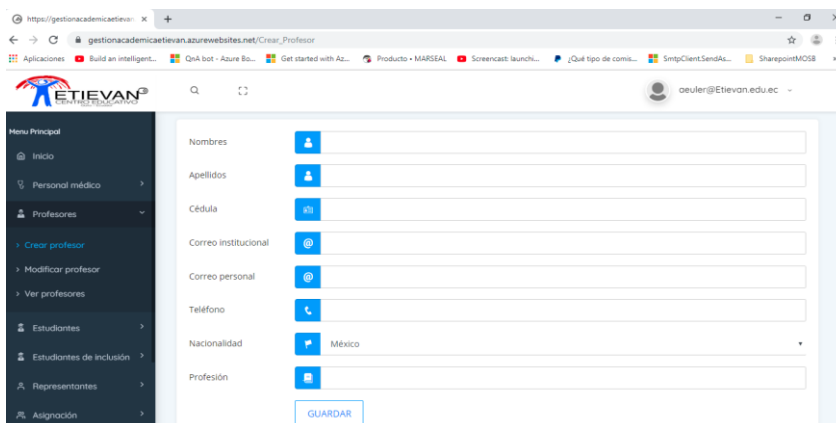 https://gestionacademicaetievan
gestionacademicaetievan.azurewebsites.net/Crear_Profesor
Aplicaciones Build an intelligent... QnA bot - Azure Bo... Get started with Az... Producto • MARSEAL Screencast: launchi... ¿Qué tipo de comis... SmtpClient.SendAs... SharepointMOSB
ETIEVAN
CENTRO EDUCATIVO
oeuler@Etievan.edu.ec
Menu Principal
Inicio
Personal médico
Profesores
Crear profesor
Modificar profesor
Ver profesores
Estudiantes
Estudiantes de inclusión
Representantes
Asignación
Nombres
Apellidos
Cédula
Correo institucional
Correo personal
Teléfono
Nacionalidad México
Profesión
GUARDAR